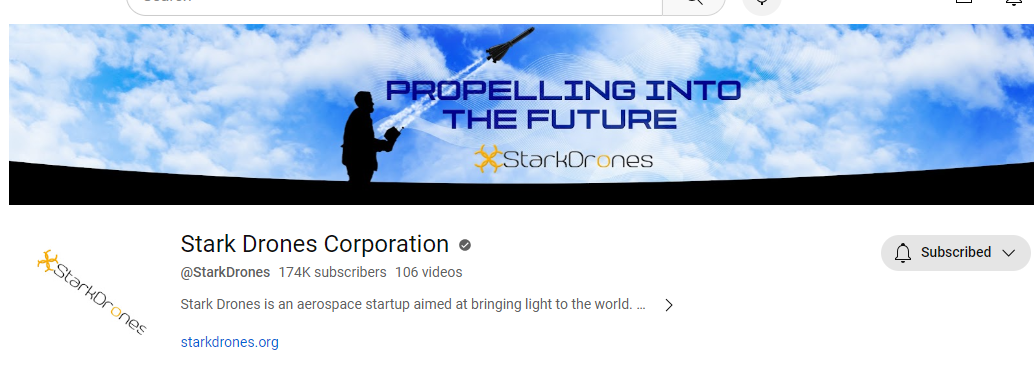 PROPELLING INTO
THE FUTURE
StarkDrones
StarkDrones
Stark Drones Corporation
@StarkDrones 174K subscribers 106 videos
Subscribed
Stark Drones is an aerospace startup aimed at bringing light to the world. ...
starkdrones.org